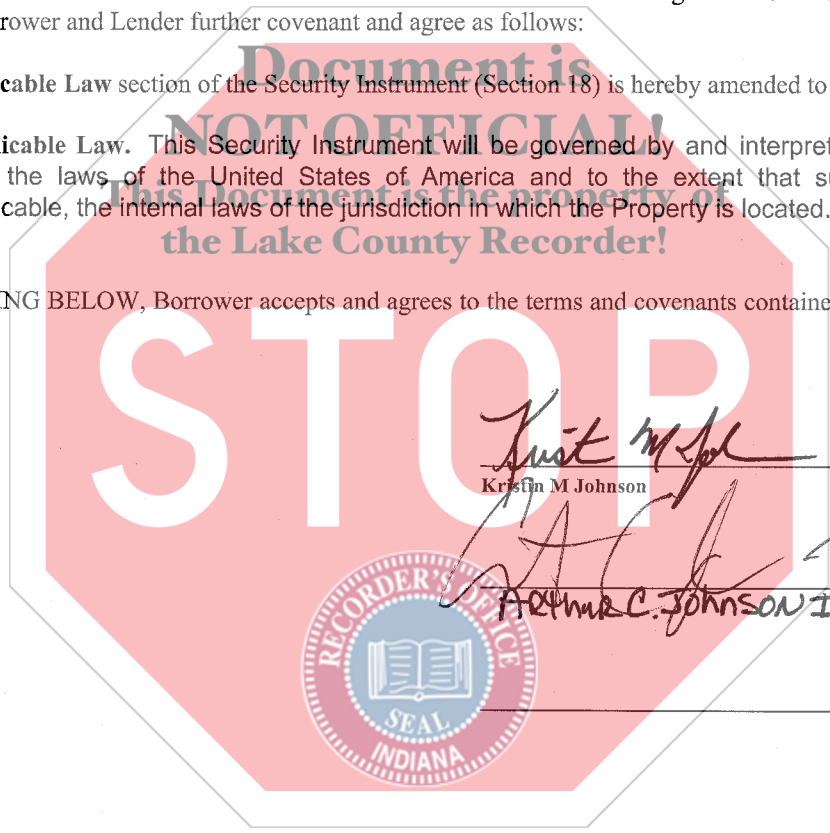 rower and Lender further covenant and agree as follows:
Document is
cable Law section of the Security Instrument (Section 18) is hereby amended to
NOT OFFICIAL!
icable Law. This Security Instrument will be governed by and interpret
the laws of the United States of America and to the extent that su
This Document is the property of
cable, the internal laws of the jurisdiction in which the Property is located.
the Lake County Recorder!
NG BELOW, Borrower accepts and agrees to the terms and covenants containe
STOP
Kristin M Johnson
ARthuR C. JohnsoN I
RECORDER'S OFFICE
SEAL
INDIANA